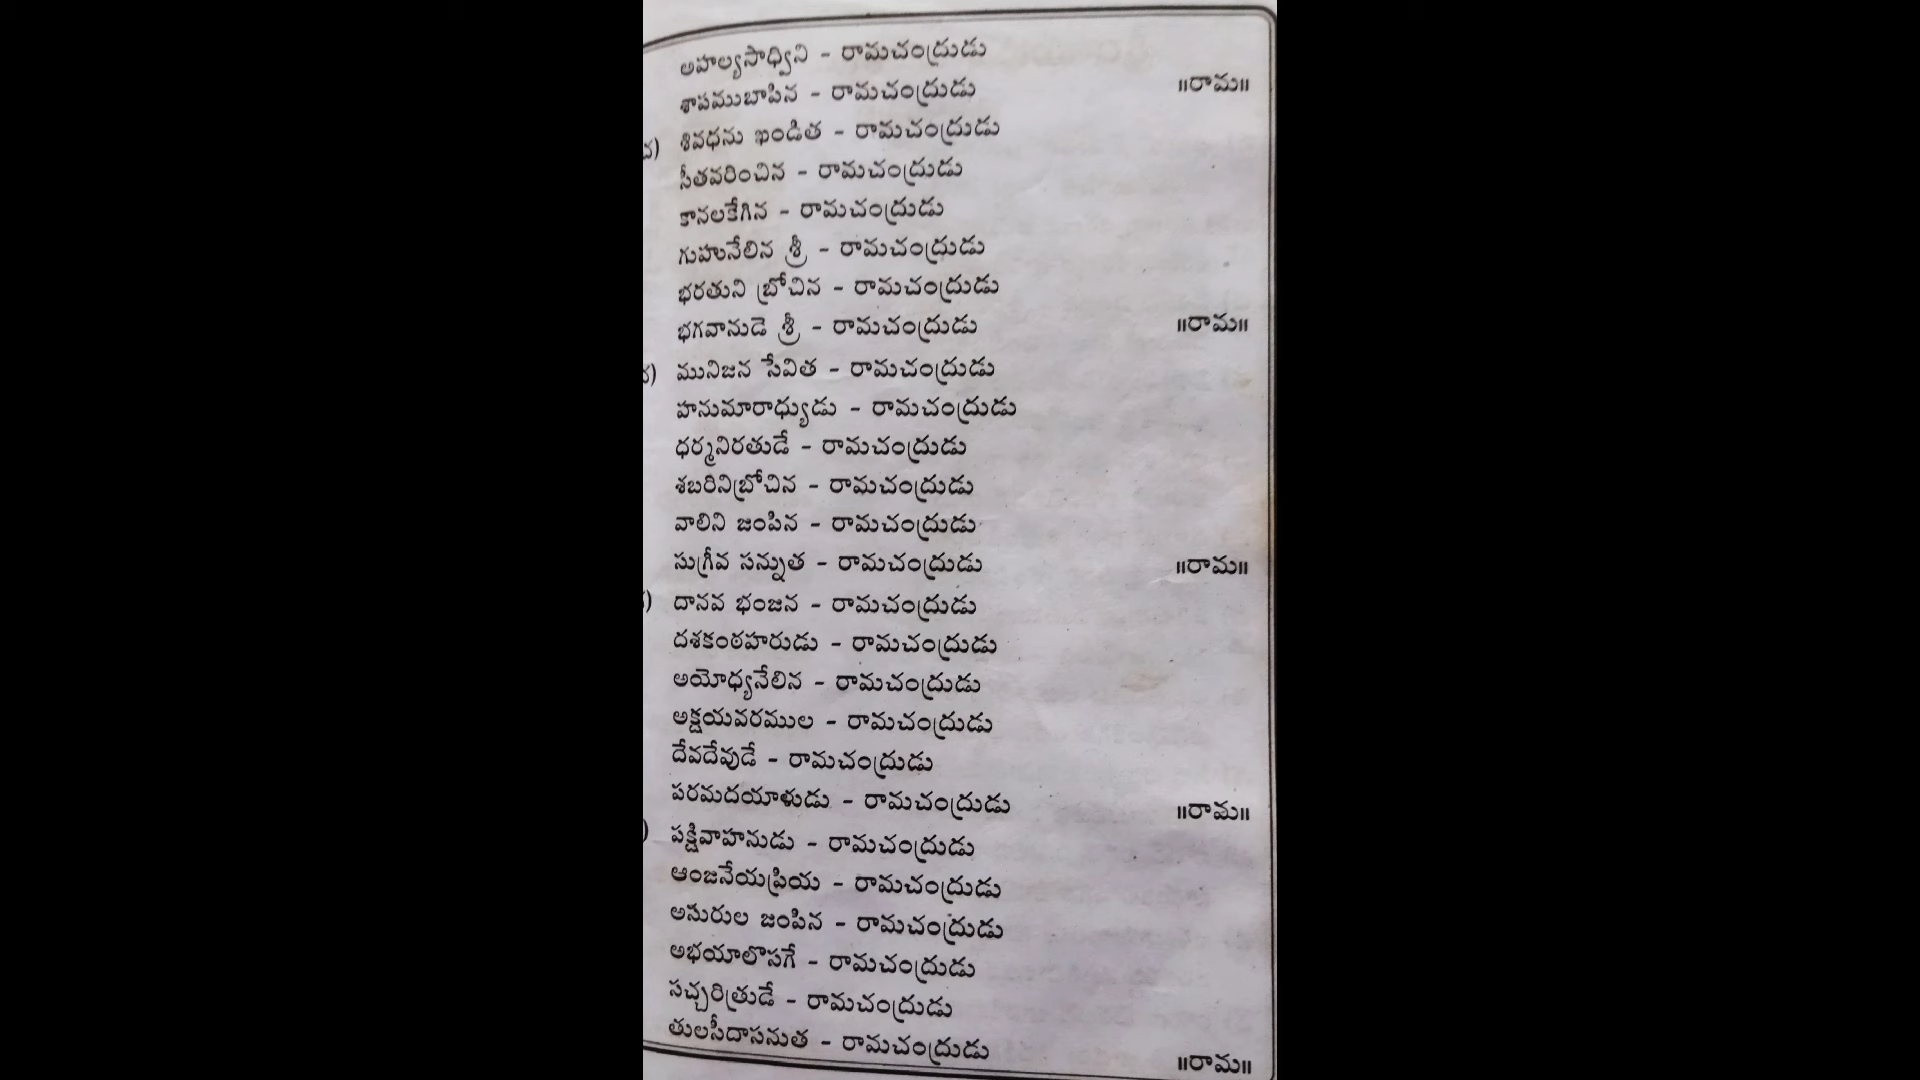 అహల్యసాధ్విని - రామచంద్రుడు
శాపముబాపిన - రామచంద్రుడు ॥రామ॥
చ) శివధను ఖండిత - రామచంద్రుడు
సీతవరించిన - రామచంద్రుడు
కానలకేగిన - రామచంద్రుడు
గుహునేలిన శ్రీ - రామచంద్రుడు
భరతుని బ్రోచిన - రామచంద్రుడు
భగవానుడె శ్రీ - రామచంద్రుడు ॥రామ॥
చ) మునిజన సేవిత - రామచంద్రుడు
హనుమారాధ్యుడు - రామచంద్రుడు
ధర్మనిరతుడే - రామచంద్రుడు
శబరినిబ్రోచిన - రామచంద్రుడు
వాలిని జంపిన - రామచంద్రుడు
సుగ్రీవ సన్నుత - రామచంద్రుడు ॥రామ॥
) దానవ భంజన - రామచంద్రుడు
దశకంఠహరుడు - రామచంద్రుడు
అయోధ్యనేలిన - రామచంద్రుడు
అక్షయవరముల - రామచంద్రుడు
దేవదేవుడే - రామచంద్రుడు
పరమదయాళుడు - రామచంద్రుడు ॥రామ॥
) పక్షివాహనుడు - రామచంద్రుడు
ఆంజనేయప్రియ - రామచంద్రుడు
అసురుల జంపిన - రామచంద్రుడు
అభయాలొసగే - రామచంద్రుడు
సచ్చరిత్రుడే - రామచంద్రుడు
తులసీదాసనుత - రామచంద్రుడు ॥రామ॥